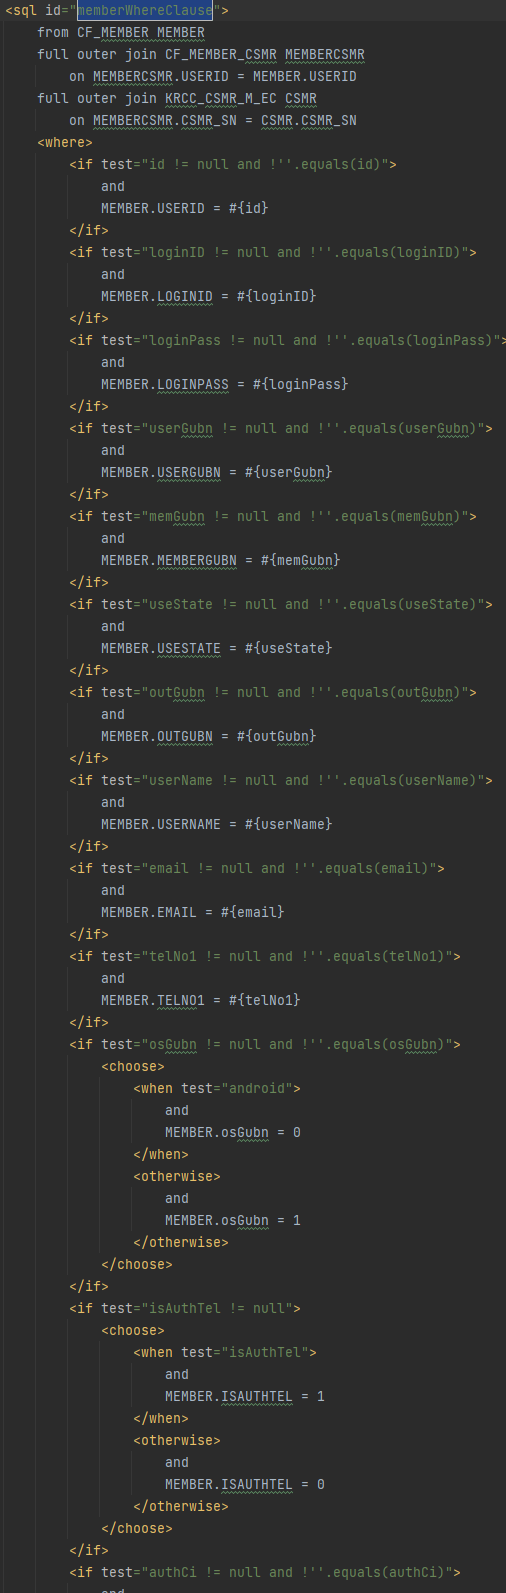 <sql id="memberWhereClause">
from CF_MEMBER MEMBER
full outer join CF_MEMBER_CSMR MEMBERCSMR
on MEMBERCSMR.USERID = MEMBER.USERID
full outer join KRCC_CSMR_M_EC CSMR
on MEMBERCSMR.CSMR_SN = CSMR.CSMR_SN
<where>
<if test="id != null and !''.equals(id)">
and
MEMBER.USERID = #{id}
</if>
<if test="loginID != null and !''.equals(loginID)">
and
MEMBER.LOGINID = #{loginID}
</if>
<if test="loginPass != null and !''.equals(loginPass)">
and
MEMBER.LOGINPASS = #{loginPass}
</if>
<if test="userGubn != null and !''.equals(userGubn)">
and
MEMBER.USERGUBN = #{userGubn}
</if>
<if test="memGubn != null and !''.equals(memGubn)">
and
MEMBER.MEMBERGUBN = #{memGubn}
</if>
<if test="useState != null and !''.equals(useState)">
and
MEMBER.USESTATE = #{useState}
</if>
<if test="outGubn != null and !''.equals(outGubn)">
and
MEMBER.OUTGUBN = #{outGubn}
</if>
<if test="userName != null and !''.equals(userName)">
and
MEMBER.USERNAME = #{userName}
</if>
<if test="email != null and !''.equals(email)">
and
MEMBER.EMAIL = #{email}
</if>
<if test="telNo1 != null and !''.equals(telNo1)">
and
MEMBER.TELNO1 = #{telNo1}
</if>
<if test="osGubn != null and !''.equals(osGubn)">
<choose>
<when test="android">
and
MEMBER.osGubn = 0
</when>
<otherwise>
and
MEMBER.osGubn = 1
</otherwise>
</choose>
</if>
<if test="isAuthTel != null">
<choose>
<when test="isAuthTel">
and
MEMBER.ISAUTHTEL = 1
</when>
<otherwise>
and
MEMBER.ISAUTHTEL = 0
</otherwise>
</choose>
</if>
<if test="authCi != null and !''.equals(authCi)">
and